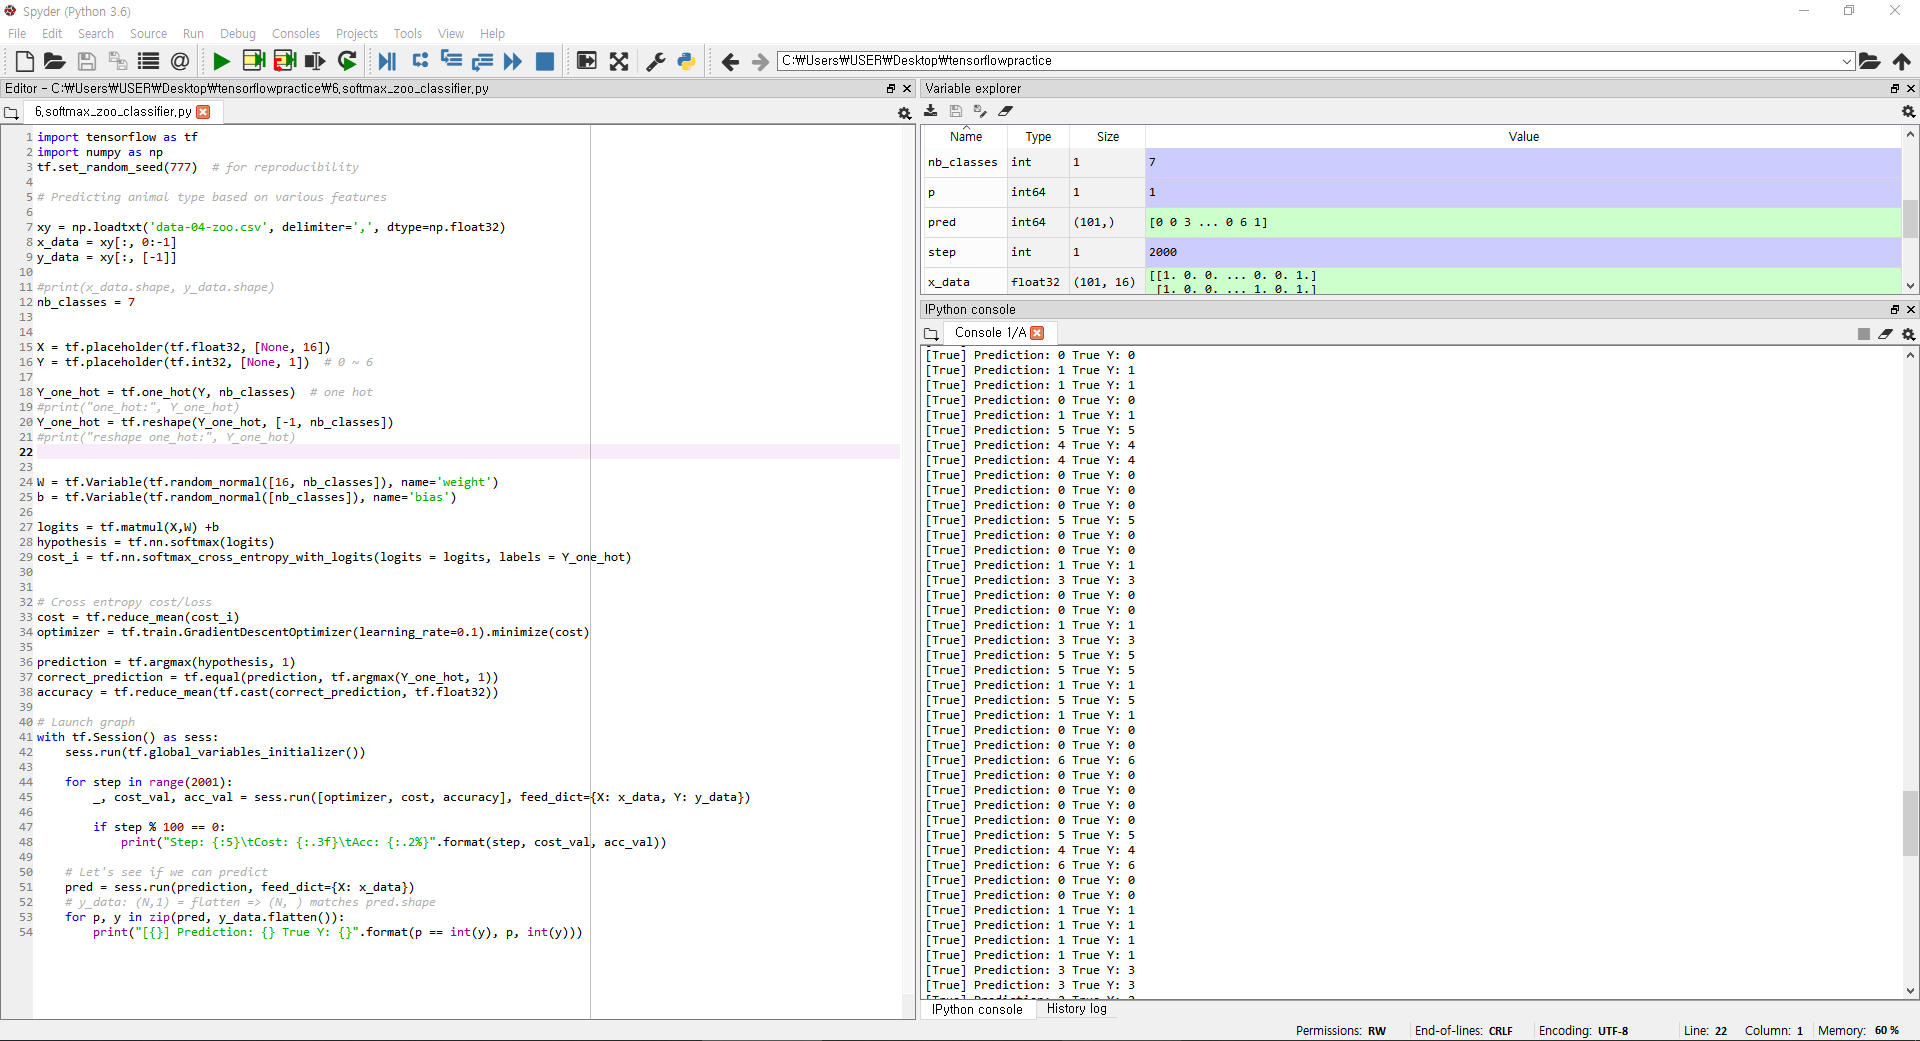 Spyder (Python 3.6)
File Edit Search Source Run Debug Consoles Projects Tools View Help
C:₩Users₩USER₩Desktop₩tensorflowpractice
Editor - C:₩Users₩USER₩Desktop₩tensorflowpractice₩6.softmax_zoo_classifier.py
6.softmax_zoo_classifier.py
1 import tensorflow as tf
2 import numpy as np
3 tf.set_random_seed(777)  # for reproducibility
4
5 # Predicting animal type based on various features
6
7 xy = np.loadtxt('data-04-zoo.csv', delimiter=',', dtype=np.float32)
8 x_data = xy[:, 0:-1]
9 y_data = xy[:, [-1]]
10
11 #print(x_data.shape, y_data.shape)
12 nb_classes = 7
13
14
15 X = tf.placeholder(tf.float32, [None, 16])
16 Y = tf.placeholder(tf.int32, [None, 1])  # 0 ~ 6
17
18 Y_one_hot = tf.one_hot(Y, nb_classes)  # one hot
19 #print("one_hot:", Y_one_hot)
20 Y_one_hot = tf.reshape(Y_one_hot, [-1, nb_classes])
21 #print("reshape one_hot:", Y_one_hot)
22
23
24 W = tf.Variable(tf.random_normal([16, nb_classes]), name='weight')
25 b = tf.Variable(tf.random_normal([nb_classes]), name='bias')
26
27 logits = tf.matmul(X,W) +b
28 hypothesis = tf.nn.softmax(logits)
29 cost_i = tf.nn.softmax_cross_entropy_with_logits(logits = logits, labels = Y_one_hot)
30
31
32 # Cross entropy cost/loss
33 cost = tf.reduce_mean(cost_i)
34 optimizer = tf.train.GradientDescentOptimizer(learning_rate=0.1).minimize(cost)
35
36 prediction = tf.argmax(hypothesis, 1)
37 correct_prediction = tf.equal(prediction, tf.argmax(Y_one_hot, 1))
38 accuracy = tf.reduce_mean(tf.cast(correct_prediction, tf.float32))
39
40 # Launch graph
41 with tf.Session() as sess:
42     sess.run(tf.global_variables_initializer())
43
44     for step in range(2001):
45         _, cost_val, acc_val = sess.run([optimizer, cost, accuracy], feed_dict={X: x_data, Y: y_data})
46
47         if step % 100 == 0:
48             print("Step: {:5}\tCost: {:.3f}\tAcc: {:.2%}".format(step, cost_val, acc_val))
49
50     # Let's see if we can predict
51     pred = sess.run(prediction, feed_dict={X: x_data})
52     # y_data: (N,1) = flatten => (N, ) matches pred.shape
53     for p, y in zip(pred, y_data.flatten()):
54         print("[{}] Prediction: {} True Y: {}".format(p == int(y), p, int(y)))
Variable explorer
Name Type Size Value
nb_classes int 1 7
p int64 1 1
pred int64 (101,) [0 0 3 ... 0 6 1]
step int 1 2000
x_data float32 (101, 16) [[1. 0. 0. ... 0. 0. 1.]
[1. 0. 0. ... 1. 0. 1.]
IPython console
Console 1/A
[True] Prediction: 0 True Y: 0
[True] Prediction: 1 True Y: 1
[True] Prediction: 1 True Y: 1
[True] Prediction: 0 True Y: 0
[True] Prediction: 1 True Y: 1
[True] Prediction: 5 True Y: 5
[True] Prediction: 4 True Y: 4
[True] Prediction: 4 True Y: 4
[True] Prediction: 0 True Y: 0
[True] Prediction: 0 True Y: 0
[True] Prediction: 0 True Y: 0
[True] Prediction: 5 True Y: 5
[True] Prediction: 0 True Y: 0
[True] Prediction: 0 True Y: 0
[True] Prediction: 1 True Y: 1
[True] Prediction: 3 True Y: 3
[True] Prediction: 0 True Y: 0
[True] Prediction: 0 True Y: 0
[True] Prediction: 1 True Y: 1
[True] Prediction: 3 True Y: 3
[True] Prediction: 5 True Y: 5
[True] Prediction: 5 True Y: 5
[True] Prediction: 1 True Y: 1
[True] Prediction: 5 True Y: 5
[True] Prediction: 1 True Y: 1
[True] Prediction: 0 True Y: 0
[True] Prediction: 0 True Y: 0
[True] Prediction: 6 True Y: 6
[True] Prediction: 0 True Y: 0
[True] Prediction: 0 True Y: 0
[True] Prediction: 0 True Y: 0
[True] Prediction: 0 True Y: 0
[True] Prediction: 5 True Y: 5
[True] Prediction: 4 True Y: 4
[True] Prediction: 6 True Y: 6
[True] Prediction: 0 True Y: 0
[True] Prediction: 0 True Y: 0
[True] Prediction: 1 True Y: 1
[True] Prediction: 1 True Y: 1
[True] Prediction: 1 True Y: 1
[True] Prediction: 1 True Y: 1
[True] Prediction: 3 True Y: 3
[True] Prediction: 3 True Y: 3
IPython console History log
Permissions: RW End-of-lines: CRLF Encoding: UTF-8 Line: 22 Column: 1 Memory: 60 %